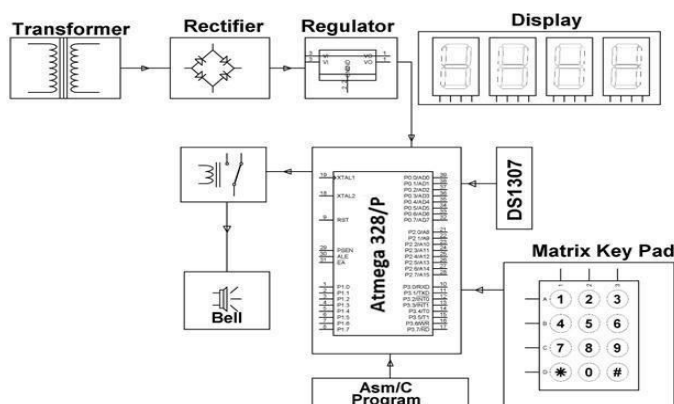 Transformer
Rectifier
Regulator
Display
VI
VO
GND
Atmega 328/P
XTAL1
XTAL2
RST
PSEN
ALE
EA
P1.0
P1.1
P1.2
P1.3
P1.4
P1.5
P1.6
P1.7
P0.0/AD0
P0.1/AD1
P0.2/AD2
P0.3/AD3
P0.4/AD4
P0.5/AD5
P0.6/AD6
P0.7/AD7
P2.0/A8
P2.1/A9
P2.2/A10
P2.3/A11
P2.4/A12
P2.5/A13
P2.6/A14
P2.7/A15
P3.0/RXD
P3.1/TXD
P3.2/INT0
P3.3/INT1
P3.4/T0
P3.5/T1
P3.6/WR
P3.7/RD
DS1307
Bell
Matrix Key Pad
1 2 3
A 1 2 3
B 4 5 6
C 7 8 9
D * 0 #
Asm/C
Program